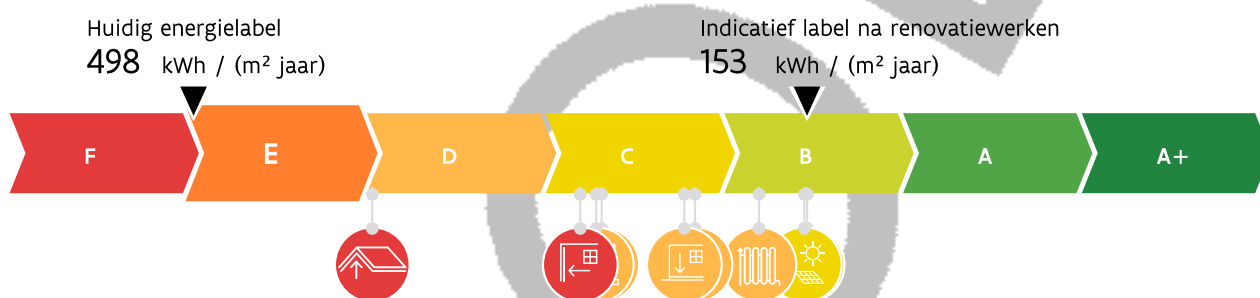 Huidig energielabel
498 kWh / (m² jaar)
Indicatief label na renovatiewerken
153 kWh / (m² jaar)
F E D C B A A+